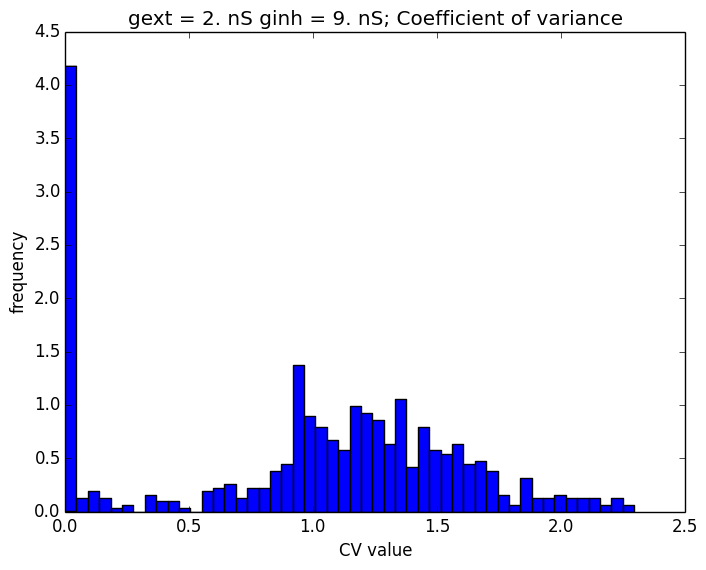 gext = 2. nS ginh = 9. nS; Coefficient of variance
4.5
4.0
3.5
3.0
2.5
2.0
1.5
1.0
0.5
0.0
frequency
0.0 0.5 1.0 1.5 2.0 2.5
CV value